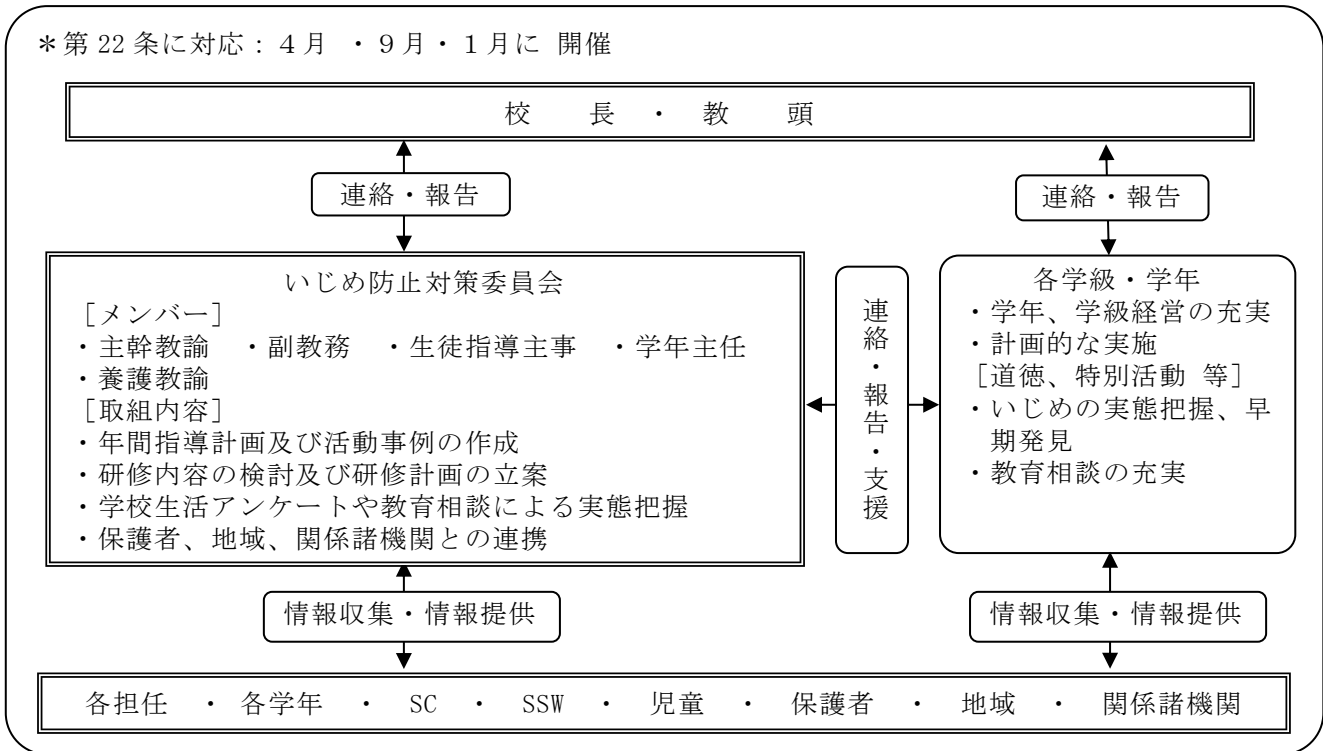 ＊第 22 条に対応：４月 ・９月・１月に 開催
校 長 ・ 教 頭
連絡・報告
連絡・報告
いじめ防止対策委員会
［メンバー］
・主幹教諭 ・副教務 ・生徒指導主事 ・学年主任
・養護教諭
［取組内容］
・年間指導計画及び活動事例の作成
・研修内容の検討及び研修計画の立案
・学校生活アンケートや教育相談による実態把握
・保護者、地域、関係諸機関との連携
連絡・報告・支援
各学級・学年
・学年、学級経営の充実
・計画的な実施
［道徳、特別活動 等］
・いじめの実態把握、早
期発見
・教育相談の充実
情報収集・情報提供
情報収集・情報提供
各担任 ・ 各学年 ・ SC ・ SSW ・ 児童 ・ 保護者 ・ 地域 ・ 関係諸機関